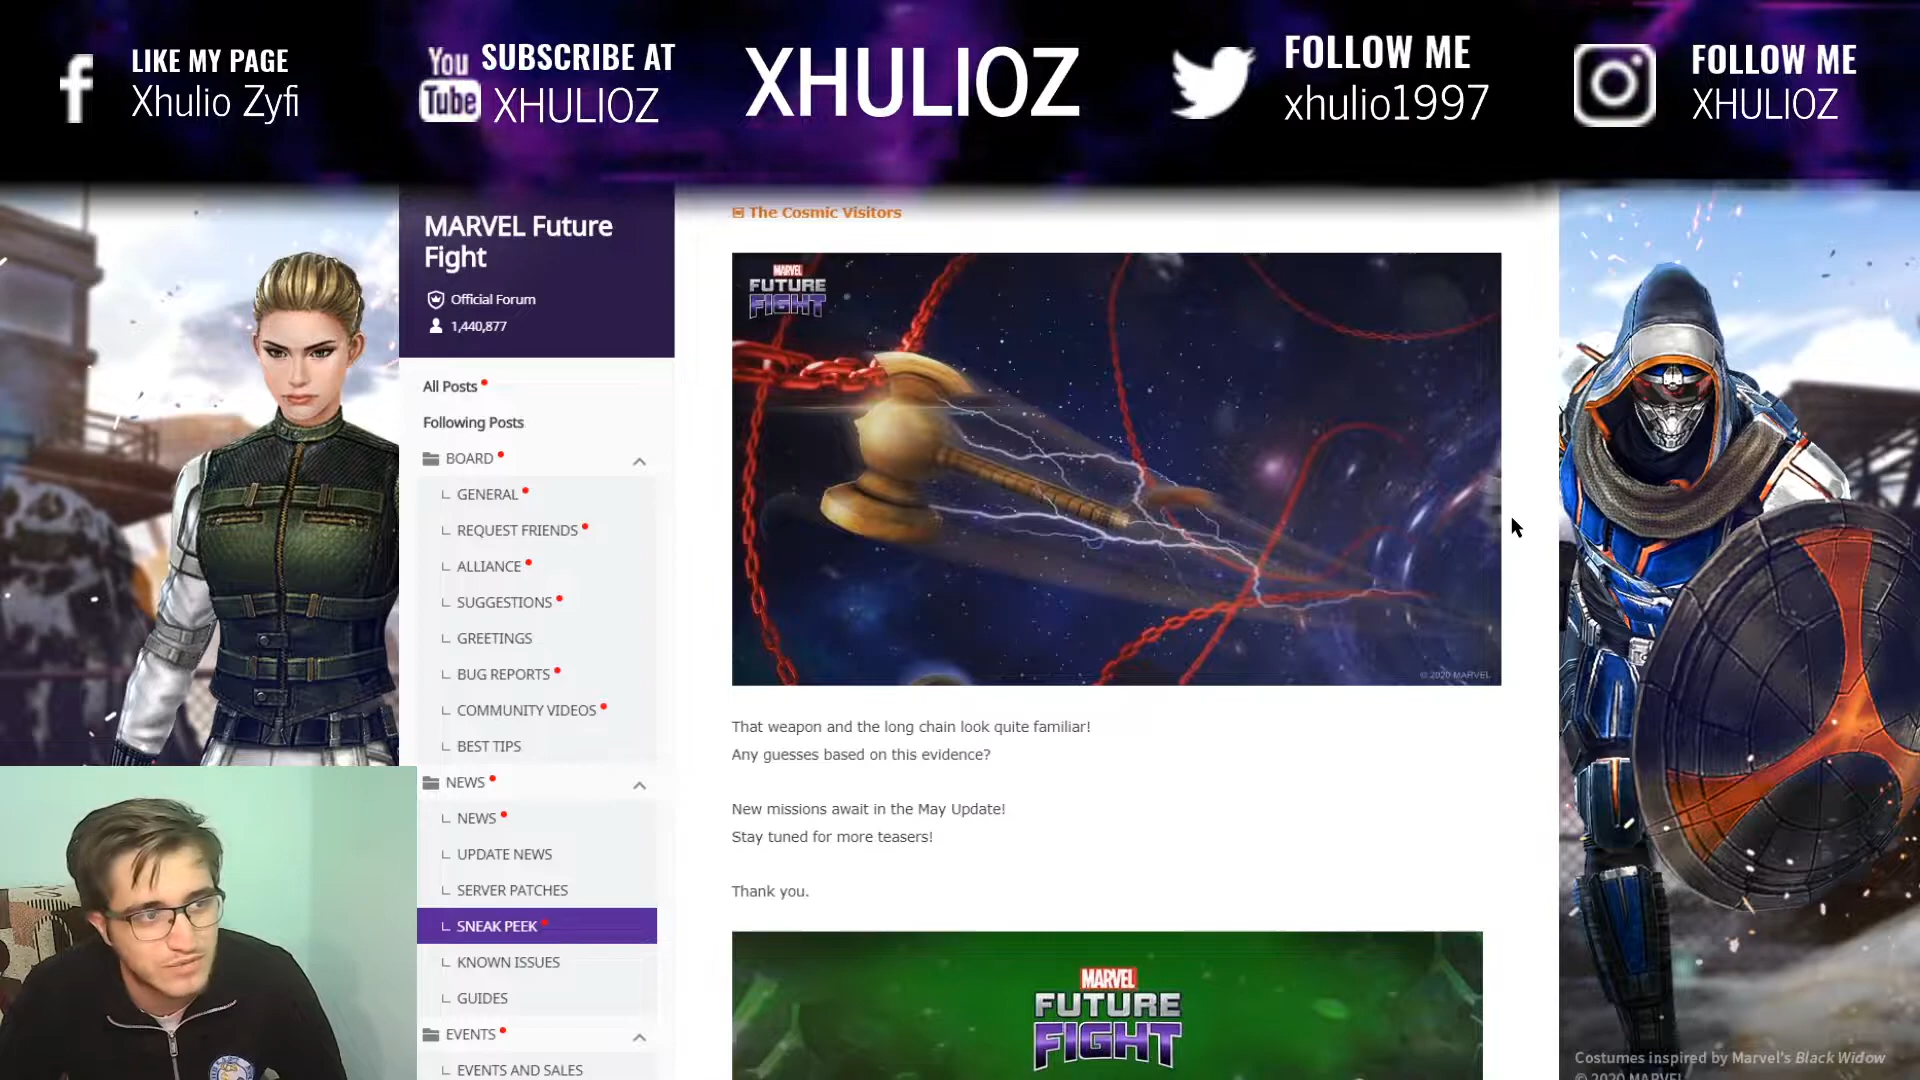 LIKE MY PAGE
Xhulio Zyfi
You
Tube
SUBSCRIBE AT
XHULIOZ
XHULIOZ
FOLLOW ME
xhulio1997
FOLLOW ME
XHULIOZ
MARVEL Future
Fight
Official Forum
1,440,877
All Posts
Following Posts
BOARD
GENERAL
REQUEST FRIENDS
ALLIANCE
SUGGESTIONS
GREETINGS
BUG REPORTS
COMMUNITY VIDEOS
BEST TIPS
NEWS
NEWS
UPDATE NEWS
SERVER PATCHES
SNEAK PEEK
KNOWN ISSUES
GUIDES
EVENTS
EVENTS AND SALES
The Cosmic Visitors
MARVEL
FUTURE
FIGHT
© 2020 MARVEL
That weapon and the long chain look quite familiar!
Any guesses based on this evidence?
New missions await in the May Update!
Stay tuned for more teasers!
Thank you.
MARVEL
FUTURE
FIGHT
Costumes inspired by Marvel's Black Widow
© 2020 MARVEL